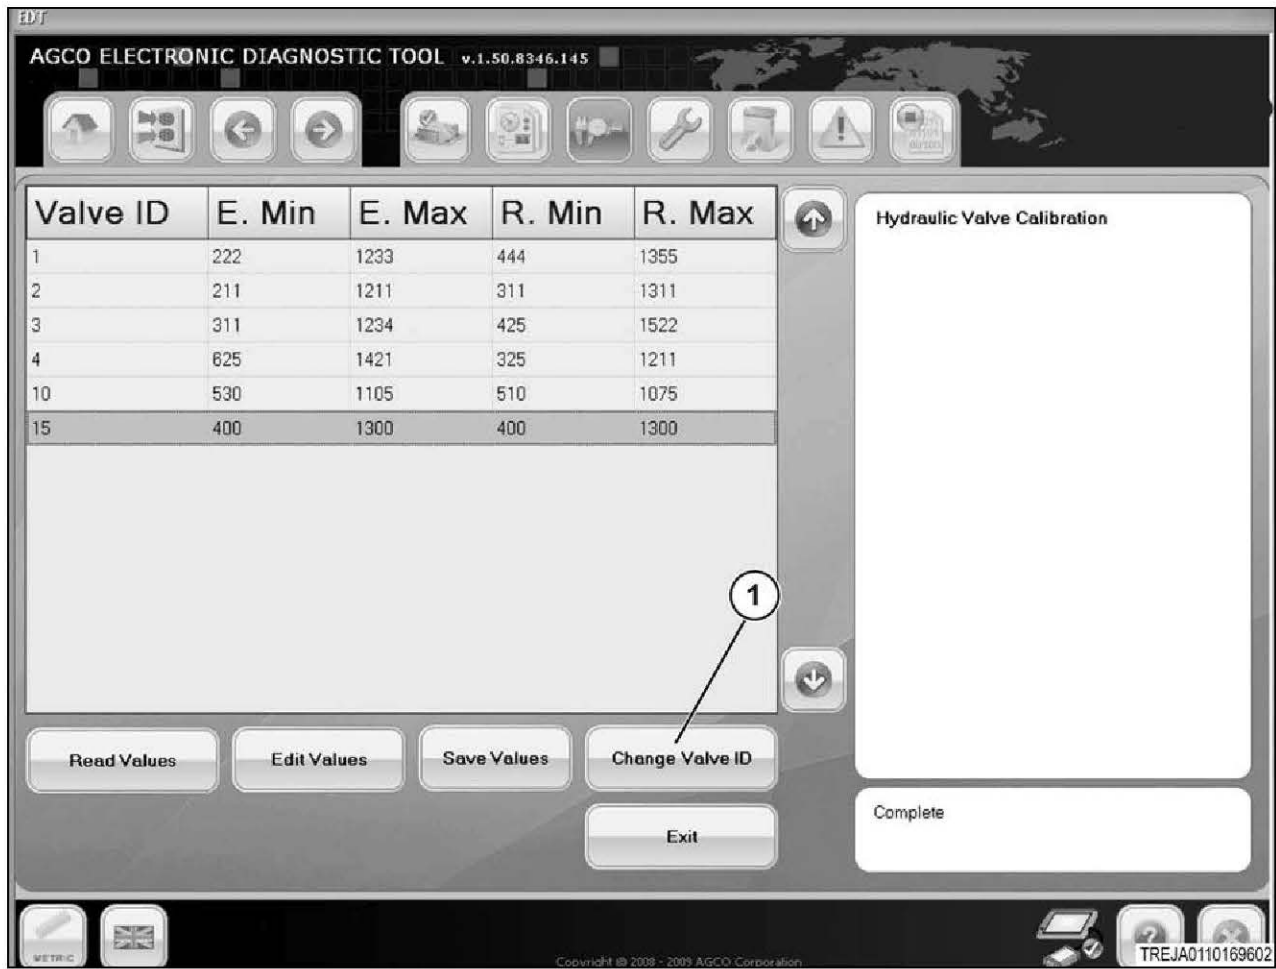 EDT
AGCO ELECTRONIC DIAGNOSTIC TOOL v.1.50.8346.145
Valve ID E. Min E. Max R. Min R. Max
1 222 1233 444 1355
2 211 1211 311 1311
3 311 1234 425 1522
4 625 1421 325 1211
10 530 1105 510 1075
15 400 1300 400 1300
Hydraulic Valve Calibration
1
Read Values Edit Values Save Values Change Valve ID
Exit
Complete
METRIC
Copyright © 2008 - 2009 AGCO Corporation
TREJA0110169602